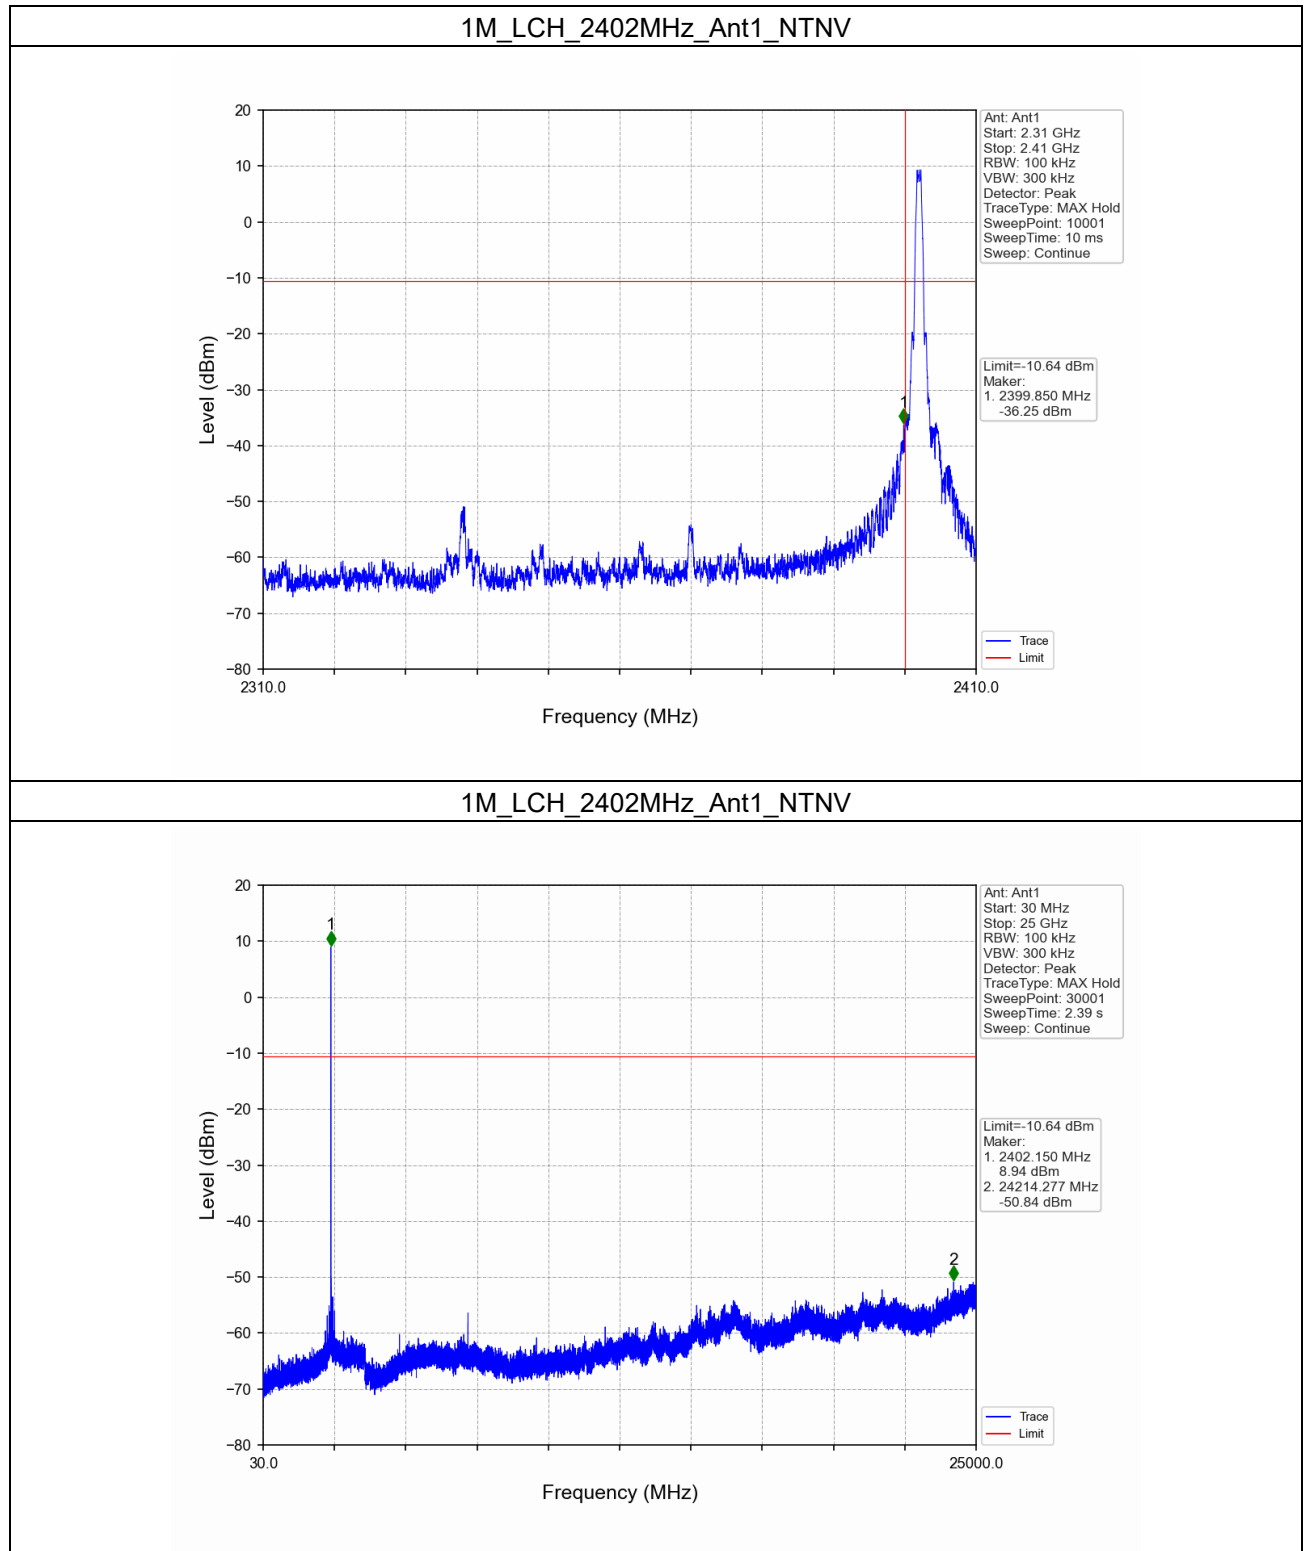 1M_LCH_2402MHz_Ant1_NTNV
20
10
0
−10
−20
−30
−40
−50
−60
−70
−80
Level (dBm)
1
2310.0
2410.0
Frequency (MHz)
Ant: Ant1
Start: 2.31 GHz
Stop: 2.41 GHz
RBW: 100 kHz
VBW: 300 kHz
Detector: Peak
TraceType: MAX Hold
SweepPoint: 10001
SweepTime: 10 ms
Sweep: Continue
Limit=-10.64 dBm
Maker:
1. 2399.850 MHz
-36.25 dBm
Trace
Limit
1M_LCH_2402MHz_Ant1_NTNV
20
10
0
−10
−20
−30
−40
−50
−60
−70
−80
Level (dBm)
1
2
30.0
25000.0
Frequency (MHz)
Ant: Ant1
Start: 30 MHz
Stop: 25 GHz
RBW: 100 kHz
VBW: 300 kHz
Detector: Peak
TraceType: MAX Hold
SweepPoint: 30001
SweepTime: 2.39 s
Sweep: Continue
Limit=-10.64 dBm
Maker:
1. 2402.150 MHz
8.94 dBm
2. 24214.277 MHz
-50.84 dBm
Trace
Limit